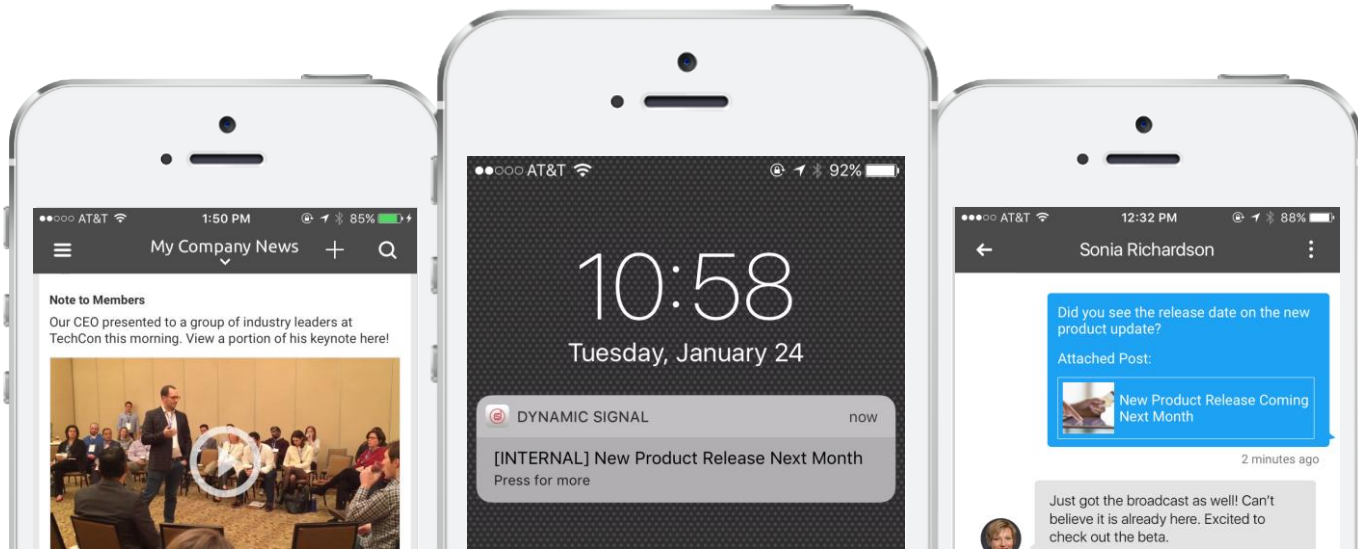 AT&T 1:50 PM 85%
My Company News
Note to Members
Our CEO presented to a group of industry leaders at
TechCon this morning. View a portion of his keynote here!
AT&T 92%
10:58
Tuesday, January 24
DYNAMIC SIGNAL now
[INTERNAL] New Product Release Next Month
Press for more
AT&T 12:32 PM 88%
Sonia Richardson
Did you see the release date on the new
product update?
Attached Post:
New Product Release Coming
Next Month
2 minutes ago
Just got the broadcast as well! Can't
believe it is already here. Excited to
check out the beta.